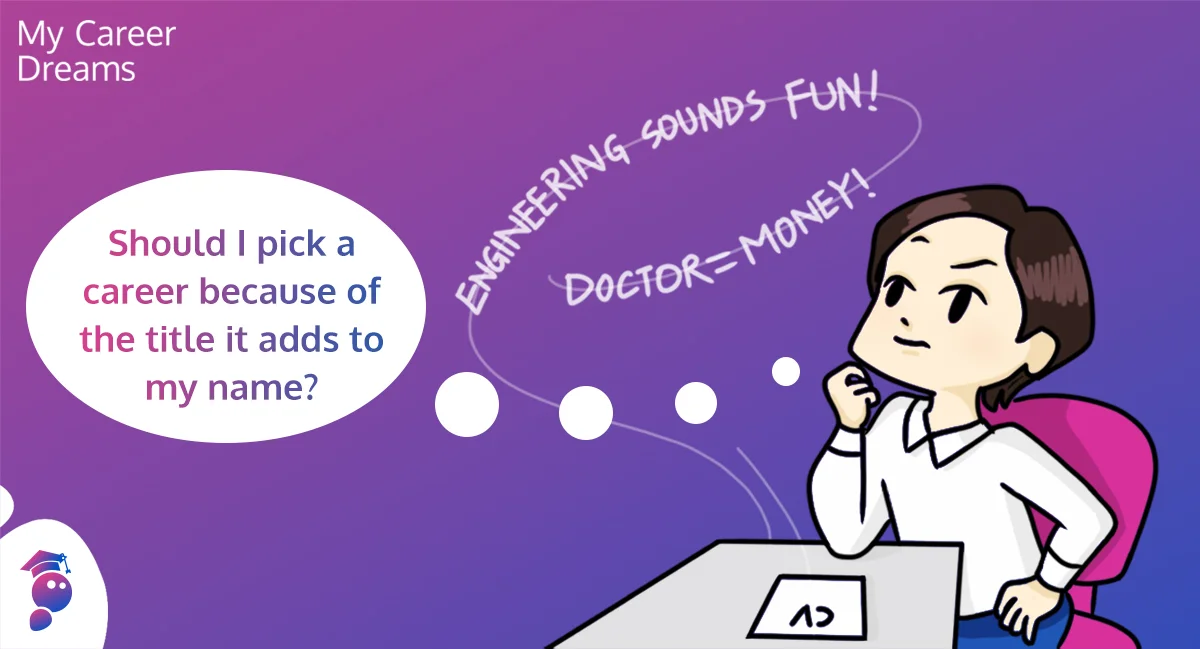 My Career
Dreams
ENGINEERING SOUNDS FUN!
DOCTOR=MONEY!
Should I pick a
career because of
the title it adds to
my name?
CV